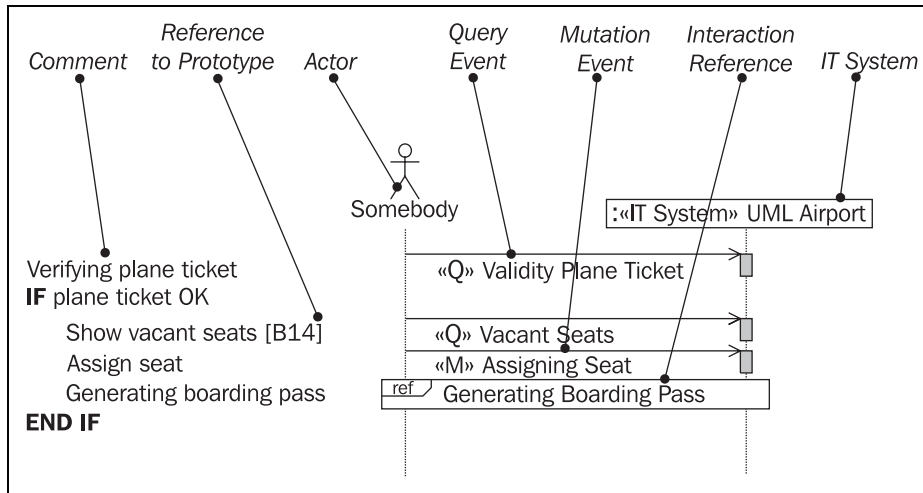 Comment
Reference
to Prototype
Actor
Query
Event
Mutation
Event
Interaction
Reference
IT System
Somebody
:«IT System» UML Airport
Verifying plane ticket
«Q» Validity Plane Ticket
IF plane ticket OK
Show vacant seats [B14]
«Q» Vacant Seats
Assign seat
«M» Assigning Seat
Generating boarding pass
ref
Generating Boarding Pass
END IF